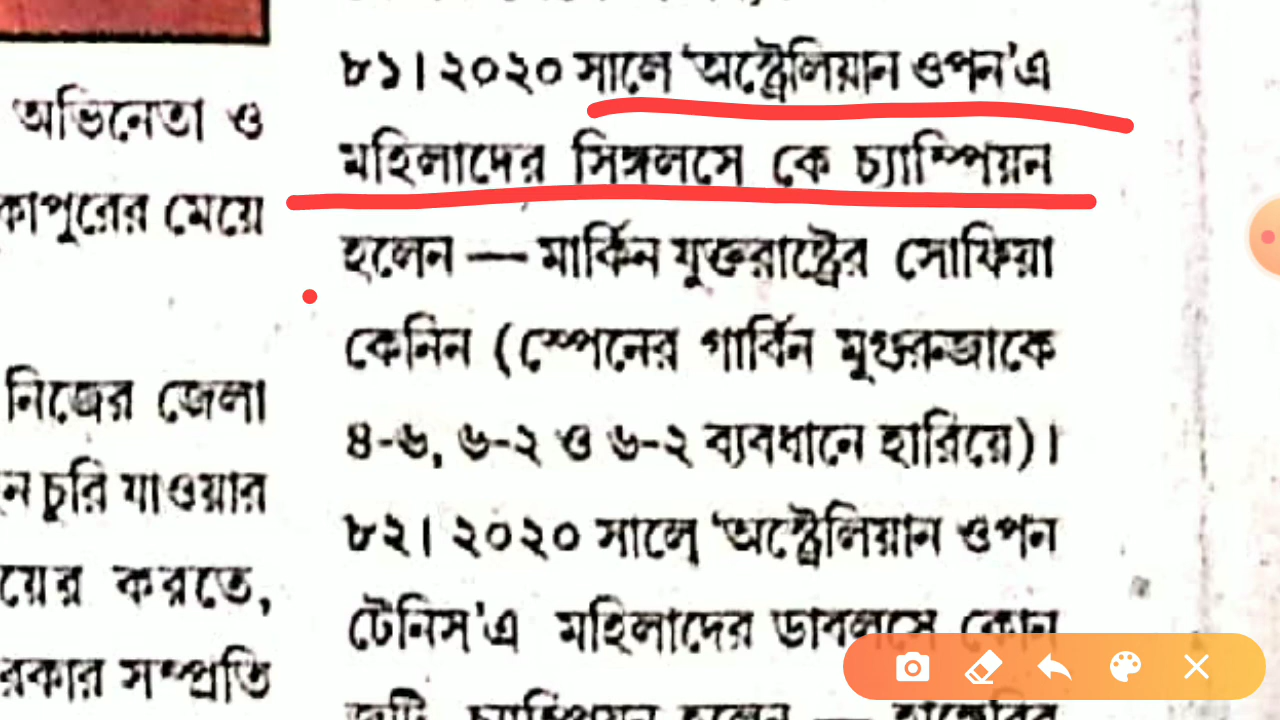 অভিনেতা ও
কাপুরের মেয়ে
নিজের জেলা
ন চুরি যাওয়ার
য়ের করতে,
রকার সম্প্রতি
৮১। ২০২০ সালে 'অস্ট্রেলিয়ান ওপন'এ
মহিলাদের সিঙ্গলসে কে চ্যাম্পিয়ন
হলেন — মার্কিন যুক্তরাষ্ট্রের সোফিয়া
কেনিন (স্পেনের গার্বিন মুগুরুজাকে
৪-৬, ৬-২ ও ৬-২ ব্যবধানে হারিয়ে)।
৮২। ২০২০ সালে 'অস্ট্রেলিয়ান ওপন
টেনিস'এ মহিলাদের ডাবলসে কোন
জুটি চ্যাম্পিয়ন হলেন —